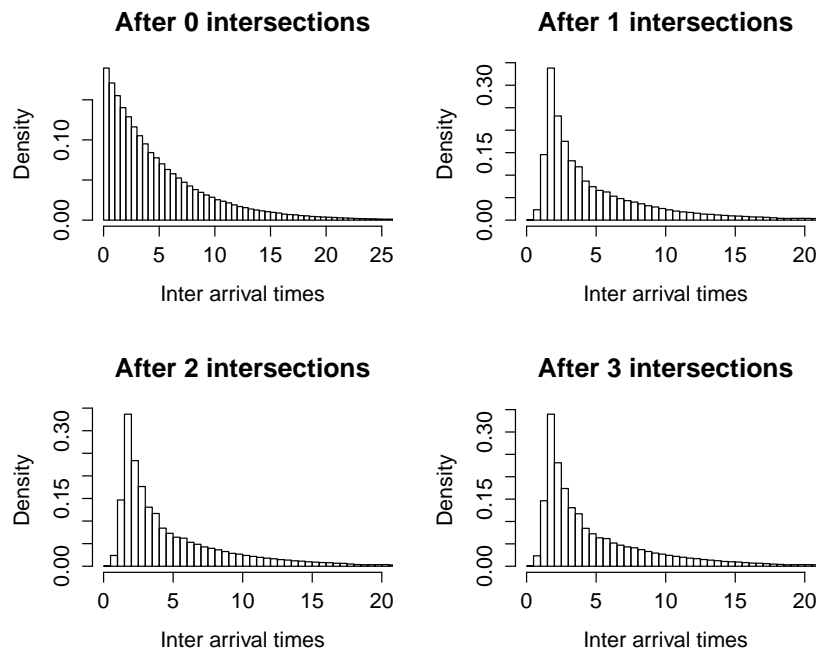 After 0 intersections
Density
0.00
0.10
0 5 10 15 20 25
Inter arrival times
After 1 intersections
Density
0.00
0.15
0.30
0 5 10 15 20
Inter arrival times
After 2 intersections
Density
0.00
0.15
0.30
0 5 10 15 20
Inter arrival times
After 3 intersections
Density
0.00
0.15
0.30
0 5 10 15 20
Inter arrival times